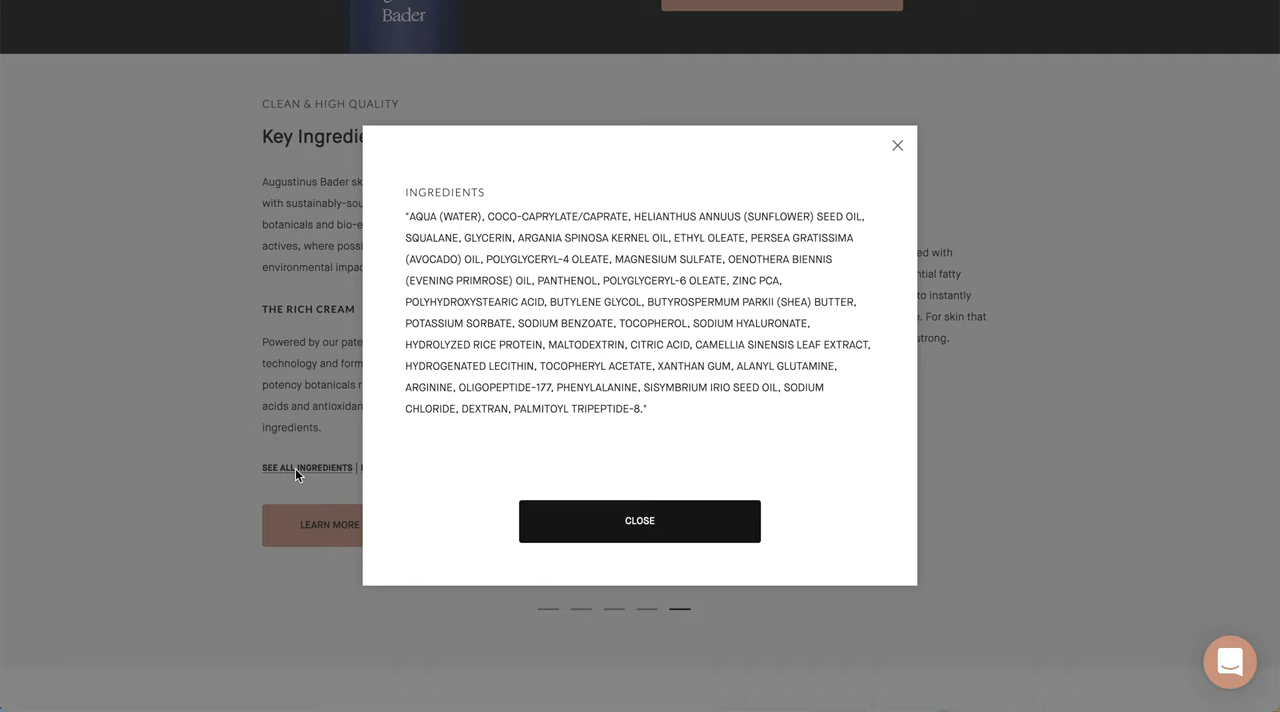 Bader
CLEAN & HIGH QUALITY
Key Ingredie
Augustinus Bader sk
with sustainably-sou
botanicals and bio-e
actives, where possi
environmental impac
THE RICH CREAM
Powered by our pate
technology and form
potency botanicals r
acids and antioxidan
ingredients.
SEE ALL INGREDIENTS |
LEARN MORE
INGREDIENTS
"AQUA (WATER), COCO-CAPRYLATE/CAPRATE, HELIANTHUS ANNUUS (SUNFLOWER) SEED OIL,
SQUALANE, GLYCERIN, ARGANIA SPINOSA KERNEL OIL, ETHYL OLEATE, PERSEA GRATISSIMA
(AVOCADO) OIL, POLYGLYCERYL-4 OLEATE, MAGNESIUM SULFATE, OENOTHERA BIENNIS
(EVENING PRIMROSE) OIL, PANTHENOL, POLYGLYCERYL-6 OLEATE, ZINC PCA,
POLYHYDROXYSTEARIC ACID, BUTYLENE GLYCOL, BUTYROSPERMUM PARKII (SHEA) BUTTER,
POTASSIUM SORBATE, SODIUM BENZOATE, TOCOPHEROL, SODIUM HYALURONATE,
HYDROLYZED RICE PROTEIN, MALTODEXTRIN, CITRIC ACID, CAMELLIA SINENSIS LEAF EXTRACT,
HYDROGENATED LECITHIN, TOCOPHERYL ACETATE, XANTHAN GUM, ALANYL GLUTAMINE,
ARGININE, OLIGOPEPTIDE-177, PHENYLALANINE, SISYMBRIUM IRIO SEED OIL, SODIUM
CHLORIDE, DEXTRAN, PALMITOYL TRIPEPTIDE-8."
CLOSE
ed with
ntial fatty
to instantly
e. For skin that
strong.